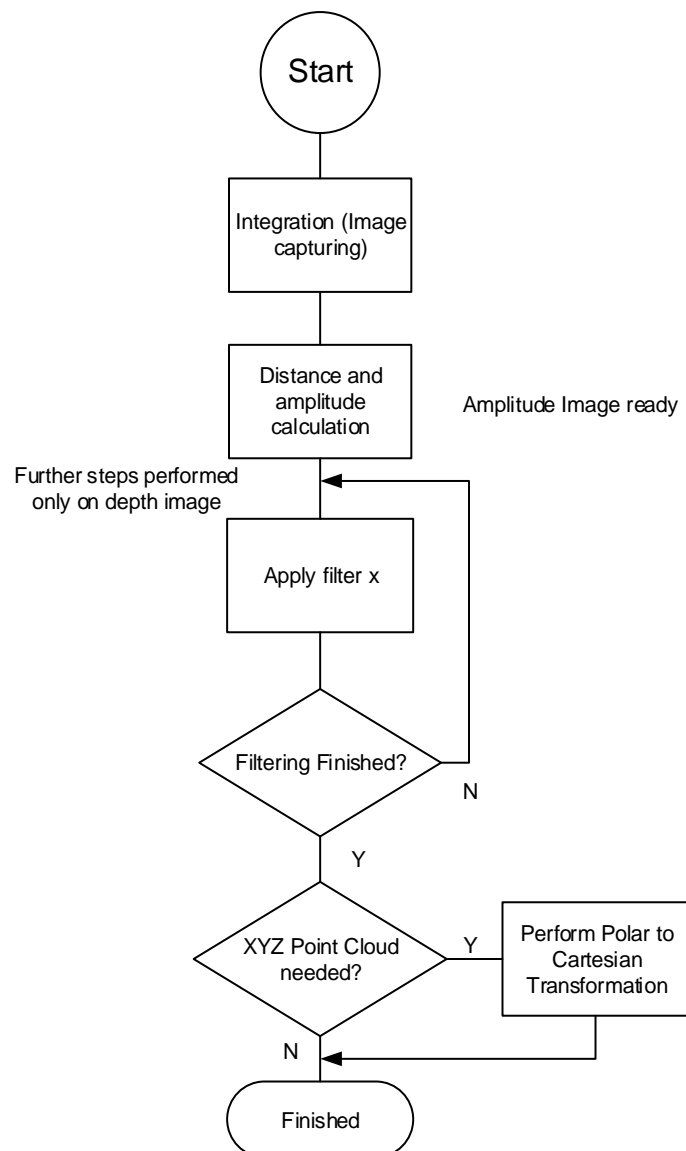 Start
Integration (Image
capturing)
Distance and
amplitude
calculation
Amplitude Image ready
Further steps performed
only on depth image
Apply filter x
Filtering Finished?
N
Y
XYZ Point Cloud
needed?
Y
Perform Polar to
Cartesian
Transformation
N
Finished